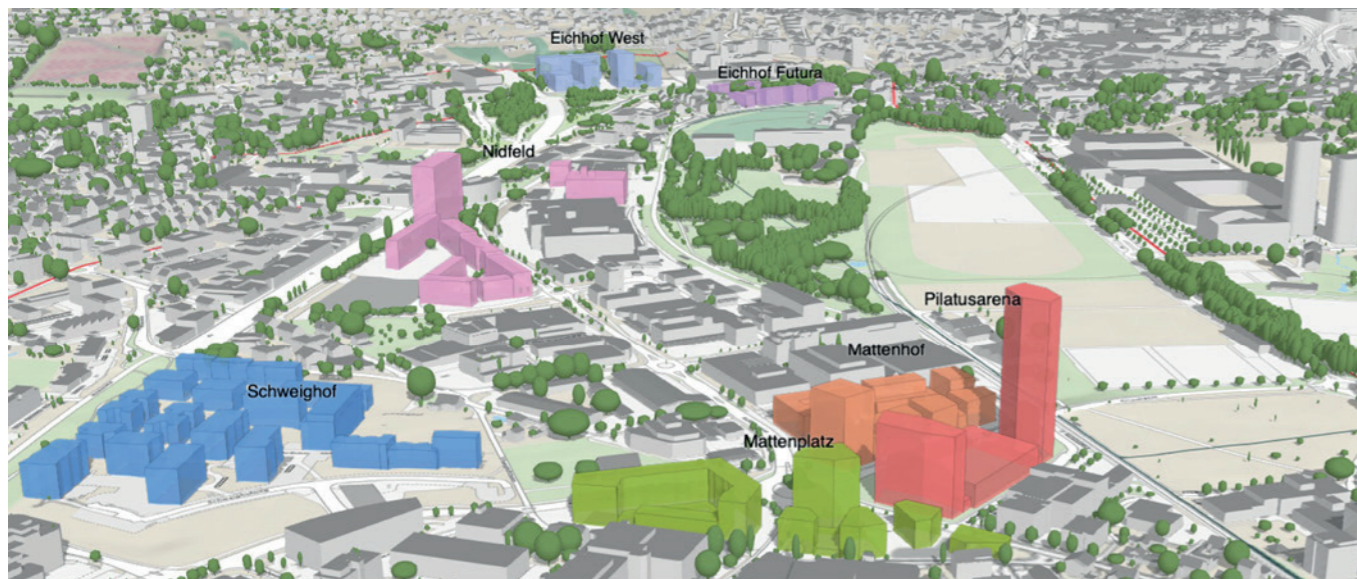 Eichhof West
Eichhof Futura
Nidfeld
Pilatusarena
Mattenhof
Schweighof
Mattenplatz